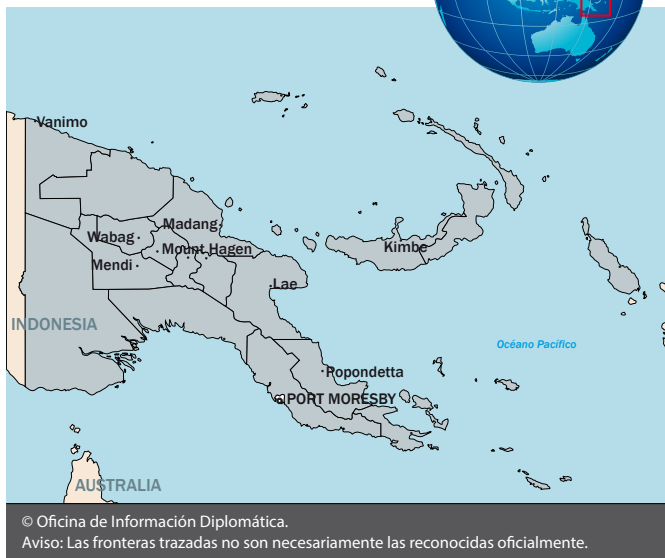 Vanimo
Madang
Wabag
Mount Hagen
Kimbe
Mendi
Lae
INDONESIA
Océano Pacífico
Popondetta
PORT MORESBY
AUSTRALIA
© Oficina de Información Diplomática.
Aviso: Las fronteras trazadas no son necesariamente las reconocidas oficialmente.